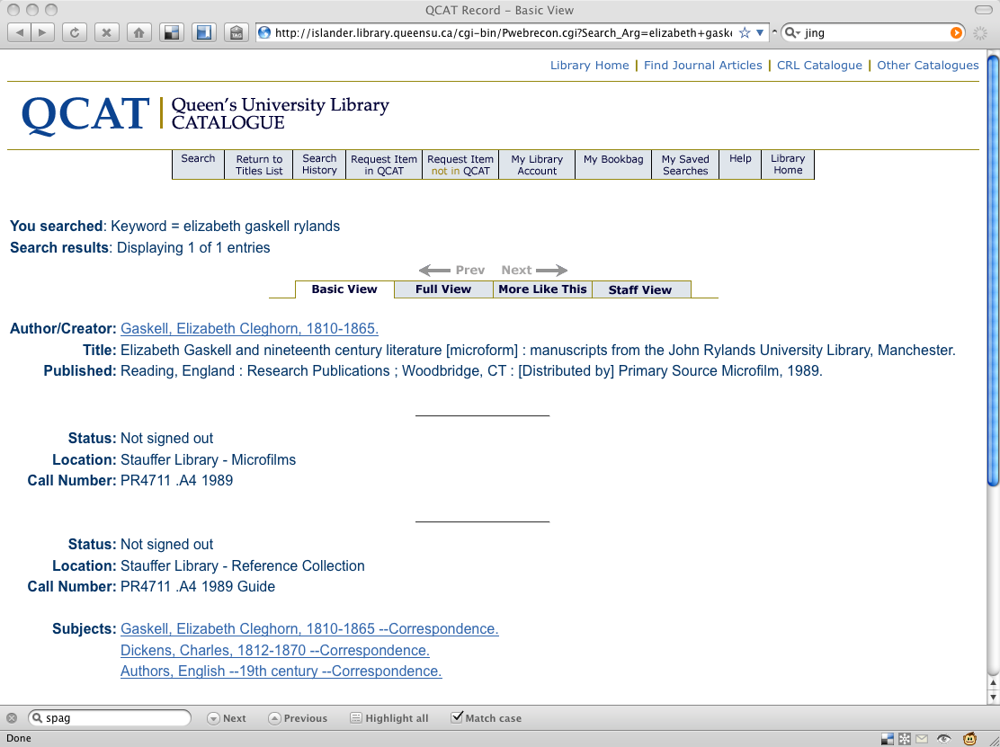 QCAT Record – Basic View
http://islander.library.queensu.ca/cgi-bin/Pwebrecon.cgi?Search_Arg=elizabeth+gaske
jing
TAG
Library Home | Find Journal Articles | CRL Catalogue | Other Catalogues
QCAT | Queen's University Library
CATALOGUE
Search
Return to
Titles List
Search
History
Request Item
in QCAT
Request Item
not in QCAT
My Library
Account
My Bookbag
My Saved
Searches
Help
Library
Home
You searched: Keyword = elizabeth gaskell rylands
Search results: Displaying 1 of 1 entries
Prev Next
Basic View Full View More Like This Staff View
Author/Creator: Gaskell, Elizabeth Cleghorn, 1810-1865.
Title: Elizabeth Gaskell and nineteenth century literature [microform] : manuscripts from the John Rylands University Library, Manchester.
Published: Reading, England : Research Publications ; Woodbridge, CT : [Distributed by] Primary Source Microfilm, 1989.
Status: Not signed out
Location: Stauffer Library - Microfilms
Call Number: PR4711 .A4 1989
Status: Not signed out
Location: Stauffer Library - Reference Collection
Call Number: PR4711 .A4 1989 Guide
Subjects: Gaskell, Elizabeth Cleghorn, 1810-1865 --Correspondence.
Dickens, Charles, 1812-1870 --Correspondence.
Authors, English --19th century --Correspondence.
spag
Next Previous Highlight all Match case
Done